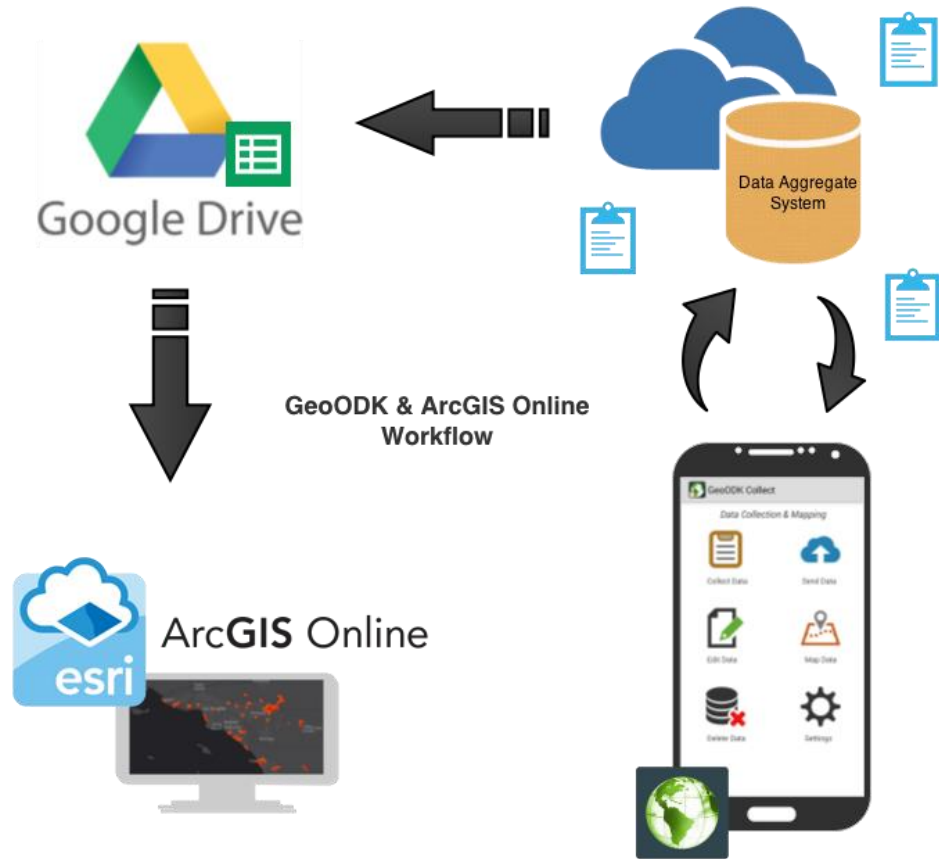 Google Drive
Data Aggregate
System
GeoODK & ArcGIS Online
Workflow
GeoODK Collect
Data Collection & Mapping
Collect Data
Send Data
Edit Data
Map Data
Delete Data
Settings
esri
ArcGIS Online